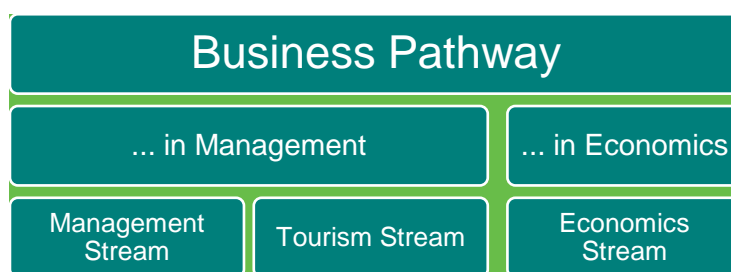 Business Pathway
... in Management
... in Economics
Management
Stream
Tourism Stream
Economics
Stream